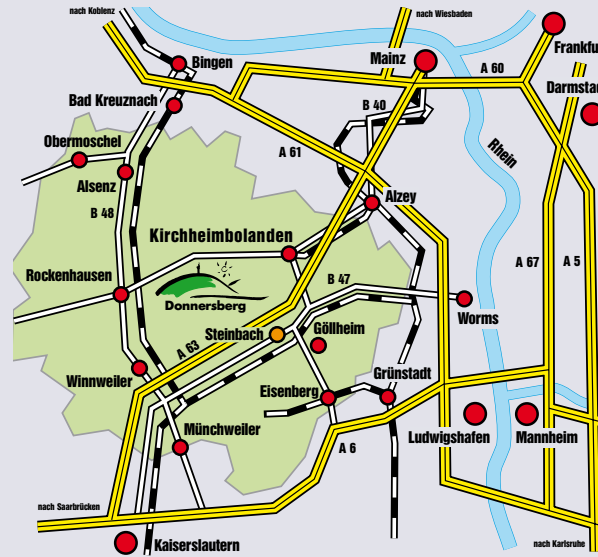 nach Koblenz
nach Wiesbaden
Mainz
Frankfu
Bingen
A 60
Darmstad
Bad Kreuznach
B 40
Obermoschel
A 61
Rhein
Alsenz
Alzey
B 48
Kirchheimbolanden
Rockenhausen
A 67
A 5
B 47
Donnersberg
Worms
Steinbach
Göllheim
A 63
Winnweiler
Grünstadt
Eisenberg
Münchweiler
Ludwigshafen
Mannheim
A 6
nach Saarbrücken
Kaiserslautern
nach Karlsruhe